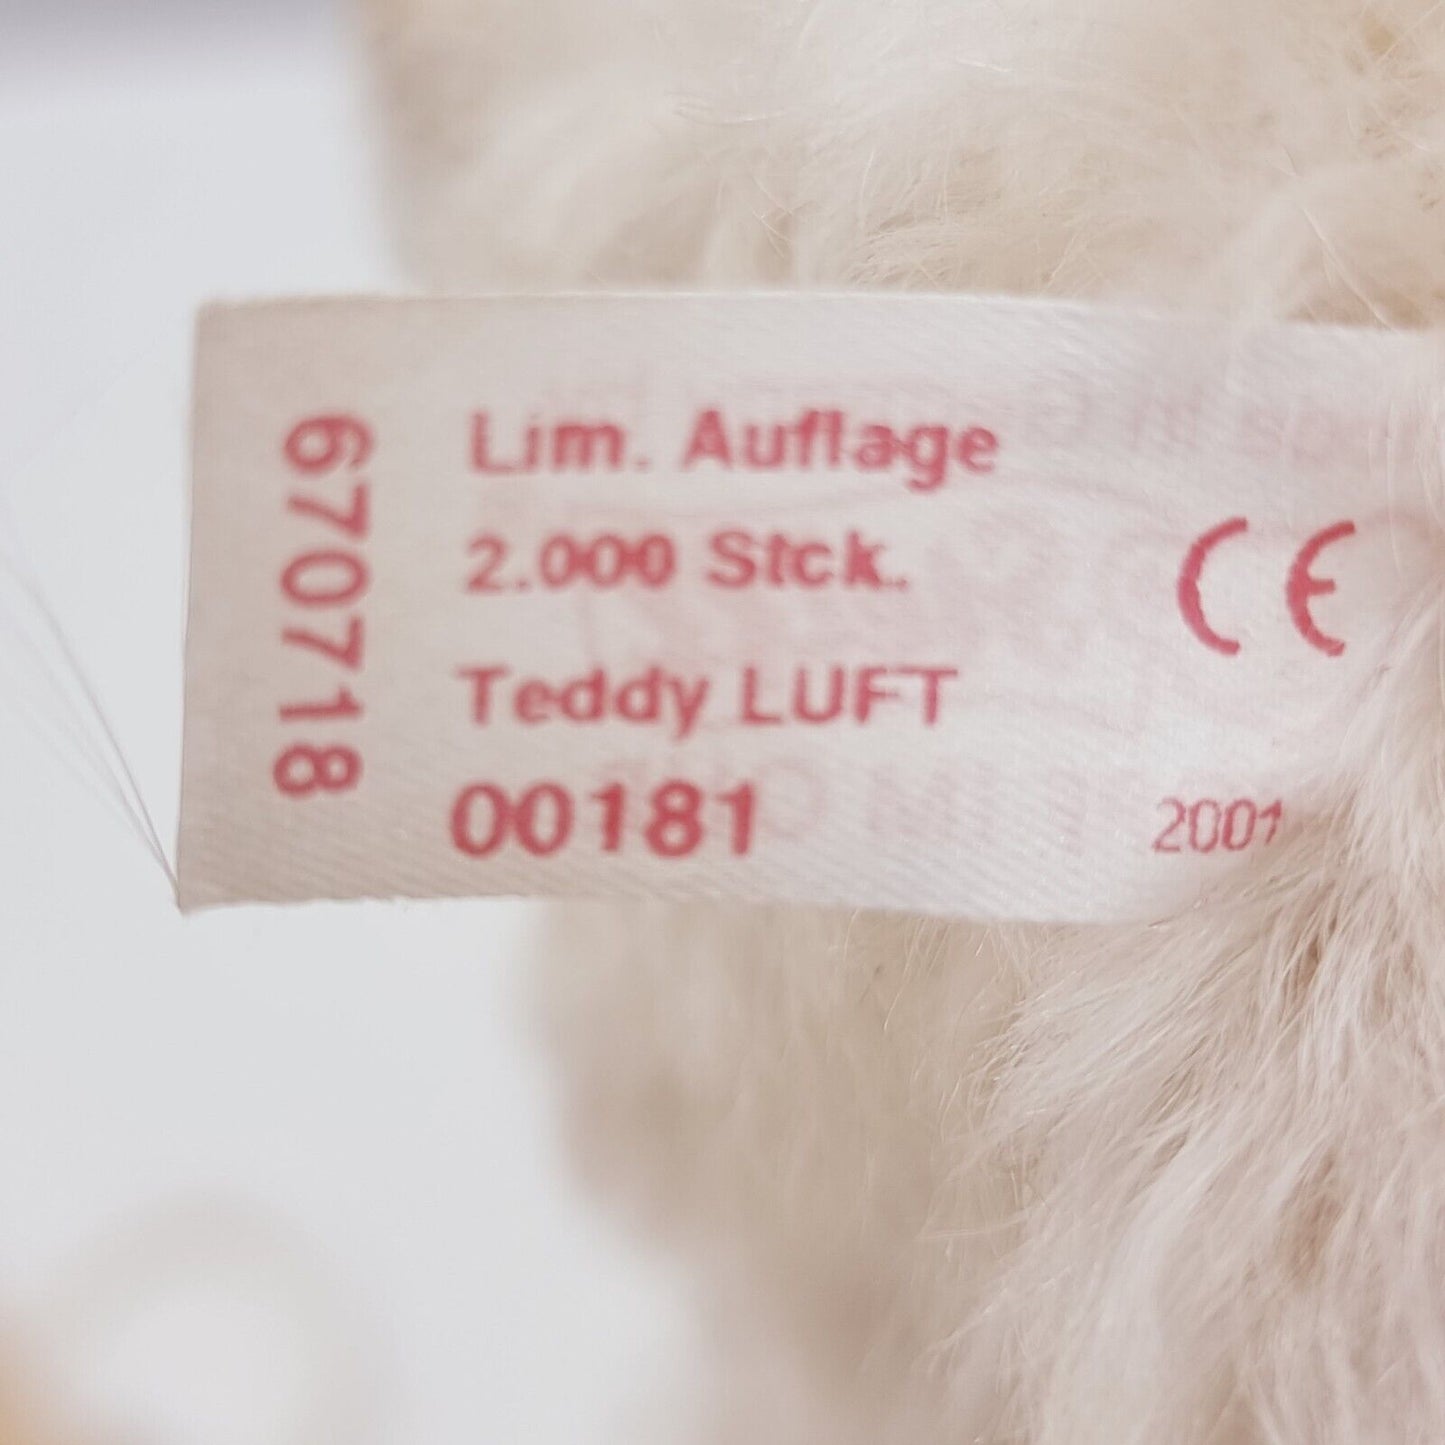 670718
Lim. Auflage
2.000 Stck.
Teddy LUFT
00181
CE
2001